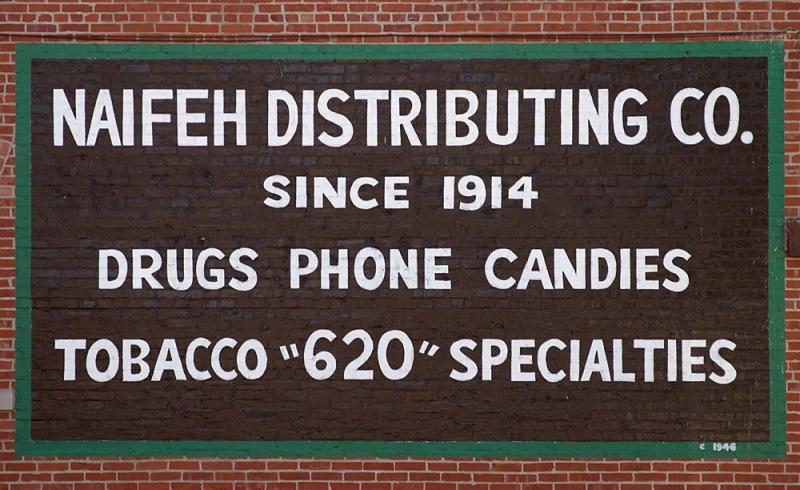 NAIFEH DISTRIBUTING CO.
SINCE 1914
DRUGS PHONE CANDIES
TOBACCO "620" SPECIALTIES
c 1946